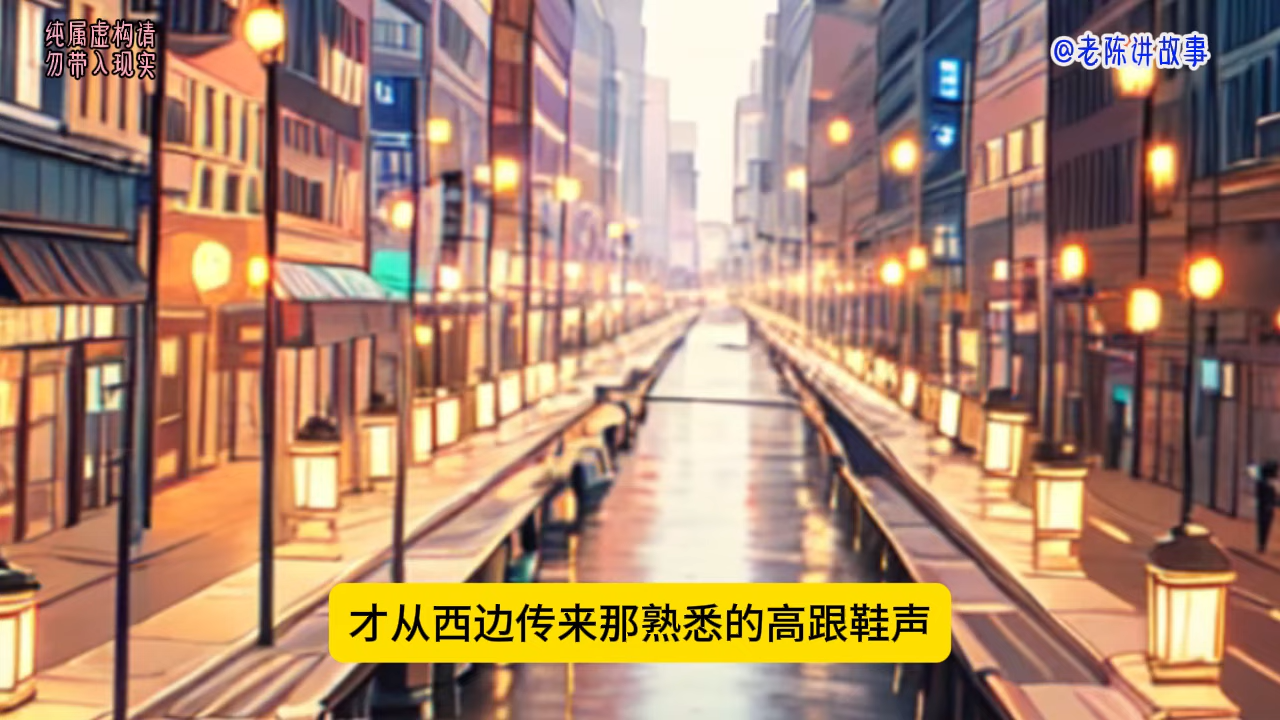 纯属虚构请
勿带入现实
@老陈讲故事
才从西边传来那熟悉的高跟鞋声